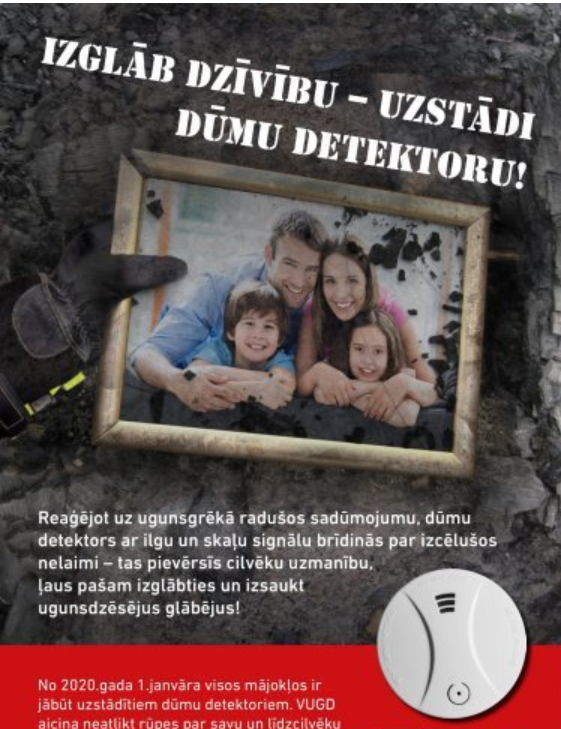 IZGLĀB DZĪVĪBU – UZSTĀDI
DŪMU DETEKTORU!
Reaģējot uz ugunsgrēkā radušos sadūmojumu, dūmu
detektors ar ilgu un skaļu signālu brīdinās par izcēlušos
nelaimi – tas pievērsīs cilvēku uzmanību,
ļaus pašam izglābties un izsaukt
ugunsdzēsējus glābējus!
No 2020.gada 1.janvāra visos mājokļos ir
jābūt uzstādītiem dūmu detektoriem. VUGD
aicina neatlikt rūpes par savu un līdzcilvēku